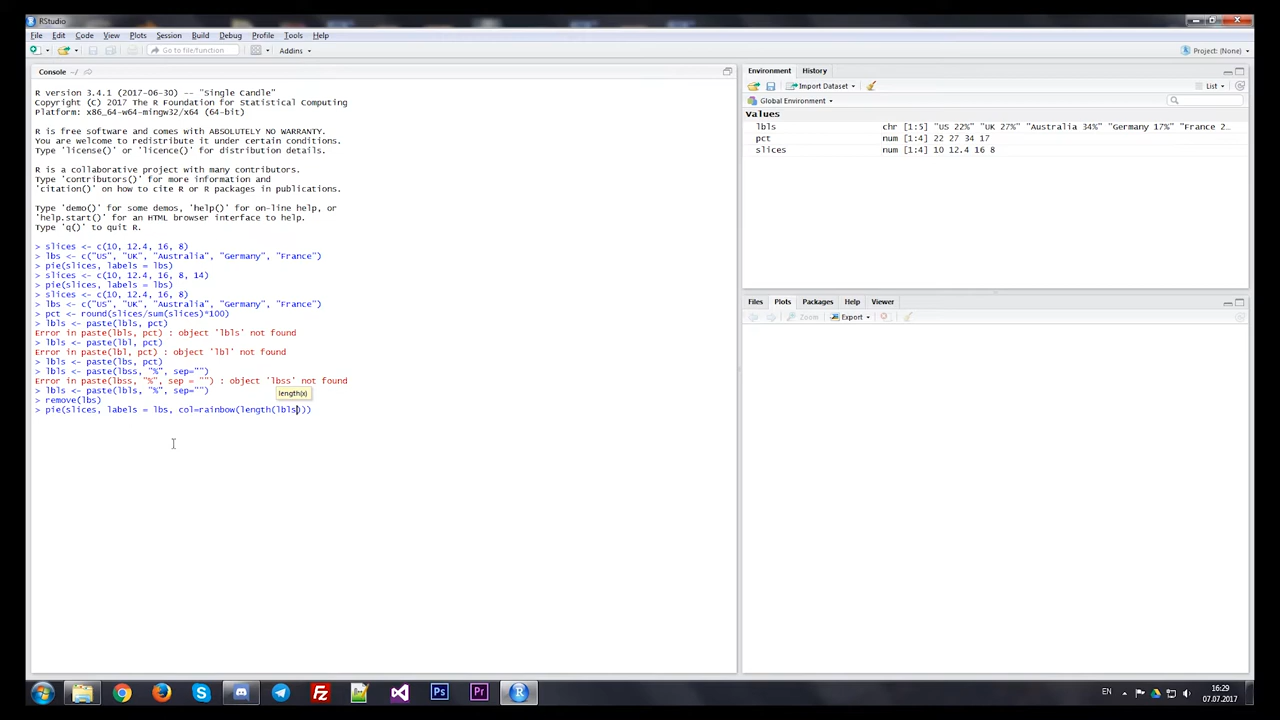 RStudio
File Edit Code View Plots Session Build Debug Profile Tools Help
Go to file/function Addins Project: (None)
Console ~/
R version 3.4.1 (2017-06-30) -- "Single Candle"
Copyright (C) 2017 The R Foundation for Statistical Computing
Platform: x86_64-w64-mingw32/x64 (64-bit)
R is free software and comes with ABSOLUTELY NO WARRANTY.
You are welcome to redistribute it under certain conditions.
Type 'license()' or 'licence()' for distribution details.
R is a collaborative project with many contributors.
Type 'contributors()' for more information and
'citation()' on how to cite R or R packages in publications.
Type 'demo()' for some demos, 'help()' for on-line help, or
'help.start()' for an HTML browser interface to help.
Type 'q()' to quit R.
> slices <- c(10, 12.4, 16, 8)
> lbs <- c("US", "UK", "Australia", "Germany", "France")
> pie(slices, labels = lbs)
> slices <- c(10, 12.4, 16, 8, 14)
> pie(slices, labels = lbs)
> slices <- c(10, 12.4, 16, 8)
> lbs <- c("US", "UK", "Australia", "Germany", "France")
> pct <- round(slices/sum(slices)*100)
> lbls <- paste(lbls, pct)
Error in paste(lbls, pct) : object 'lbls' not found
> lbls <- paste(lbl, pct)
Error in paste(lbl, pct) : object 'lbl' not found
> lbls <- paste(lbs, pct)
> lbls <- paste(lbss, "%", sep="")
Error in paste(lbss, "%", sep = "") : object 'lbss' not found
> lbls <- paste(lbls, "%", sep="")
length(x)
> remove(lbs)
> pie(slices, labels = lbs, col=rainbow(length(lbls)))
Environment History
Import Dataset List
Global Environment
Values
lbls chr [1:5] "US 22%" "UK 27%" "Australia 34%" "Germany 17%" "France 2…
pct num [1:4] 22 27 34 17
slices num [1:4] 10 12.4 16 8
Files Plots Packages Help Viewer
Zoom Export
Ps Pr R
EN 16:29
07.07.2017